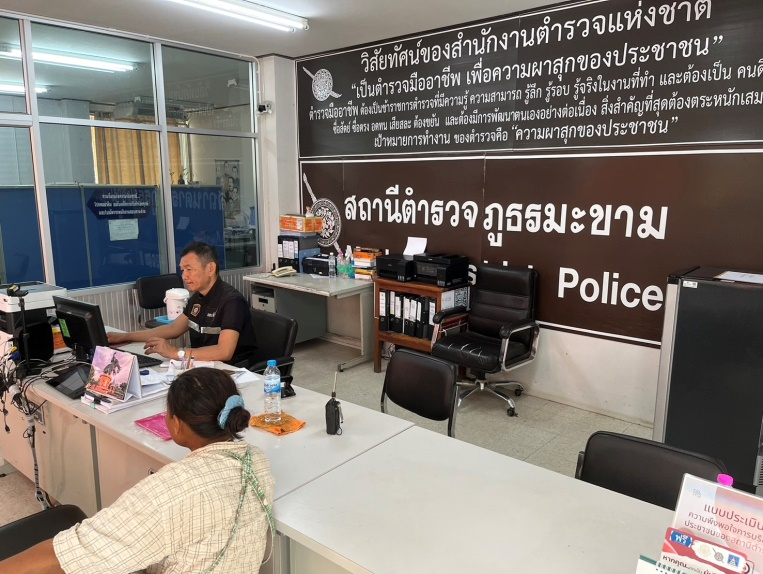 วิสัยทัศน์ของสำนักงานตำรวจแห่งชาติ
“เป็นตำรวจมืออาชีพ เพื่อความผาสุกของประชาชน”
ตำรวจมืออาชีพ ต้องเป็นข้าราชการตำรวจที่มีความรู้ ความสามารถ รู้สึก รู้รอบ รู้จริงในงานที่ทำ และต้องเป็น คนดี
ซื่อสัตย์ ซื่อตรง อดทน เสียสละ ต้องขยัน และต้องมีการพัฒนาตนเองอย่างต่อเนื่อง สิ่งสำคัญที่สุดต้องตระหนักเสม
เป้าหมายการทำงาน ของตำรวจคือ “ความผาสุกของประชาชน”
สถานีตำรวจ ภูธรมะขาม
Police
แบบประเมิน
ความพึงพอใจการบริ
ฟรี
หากคุณ